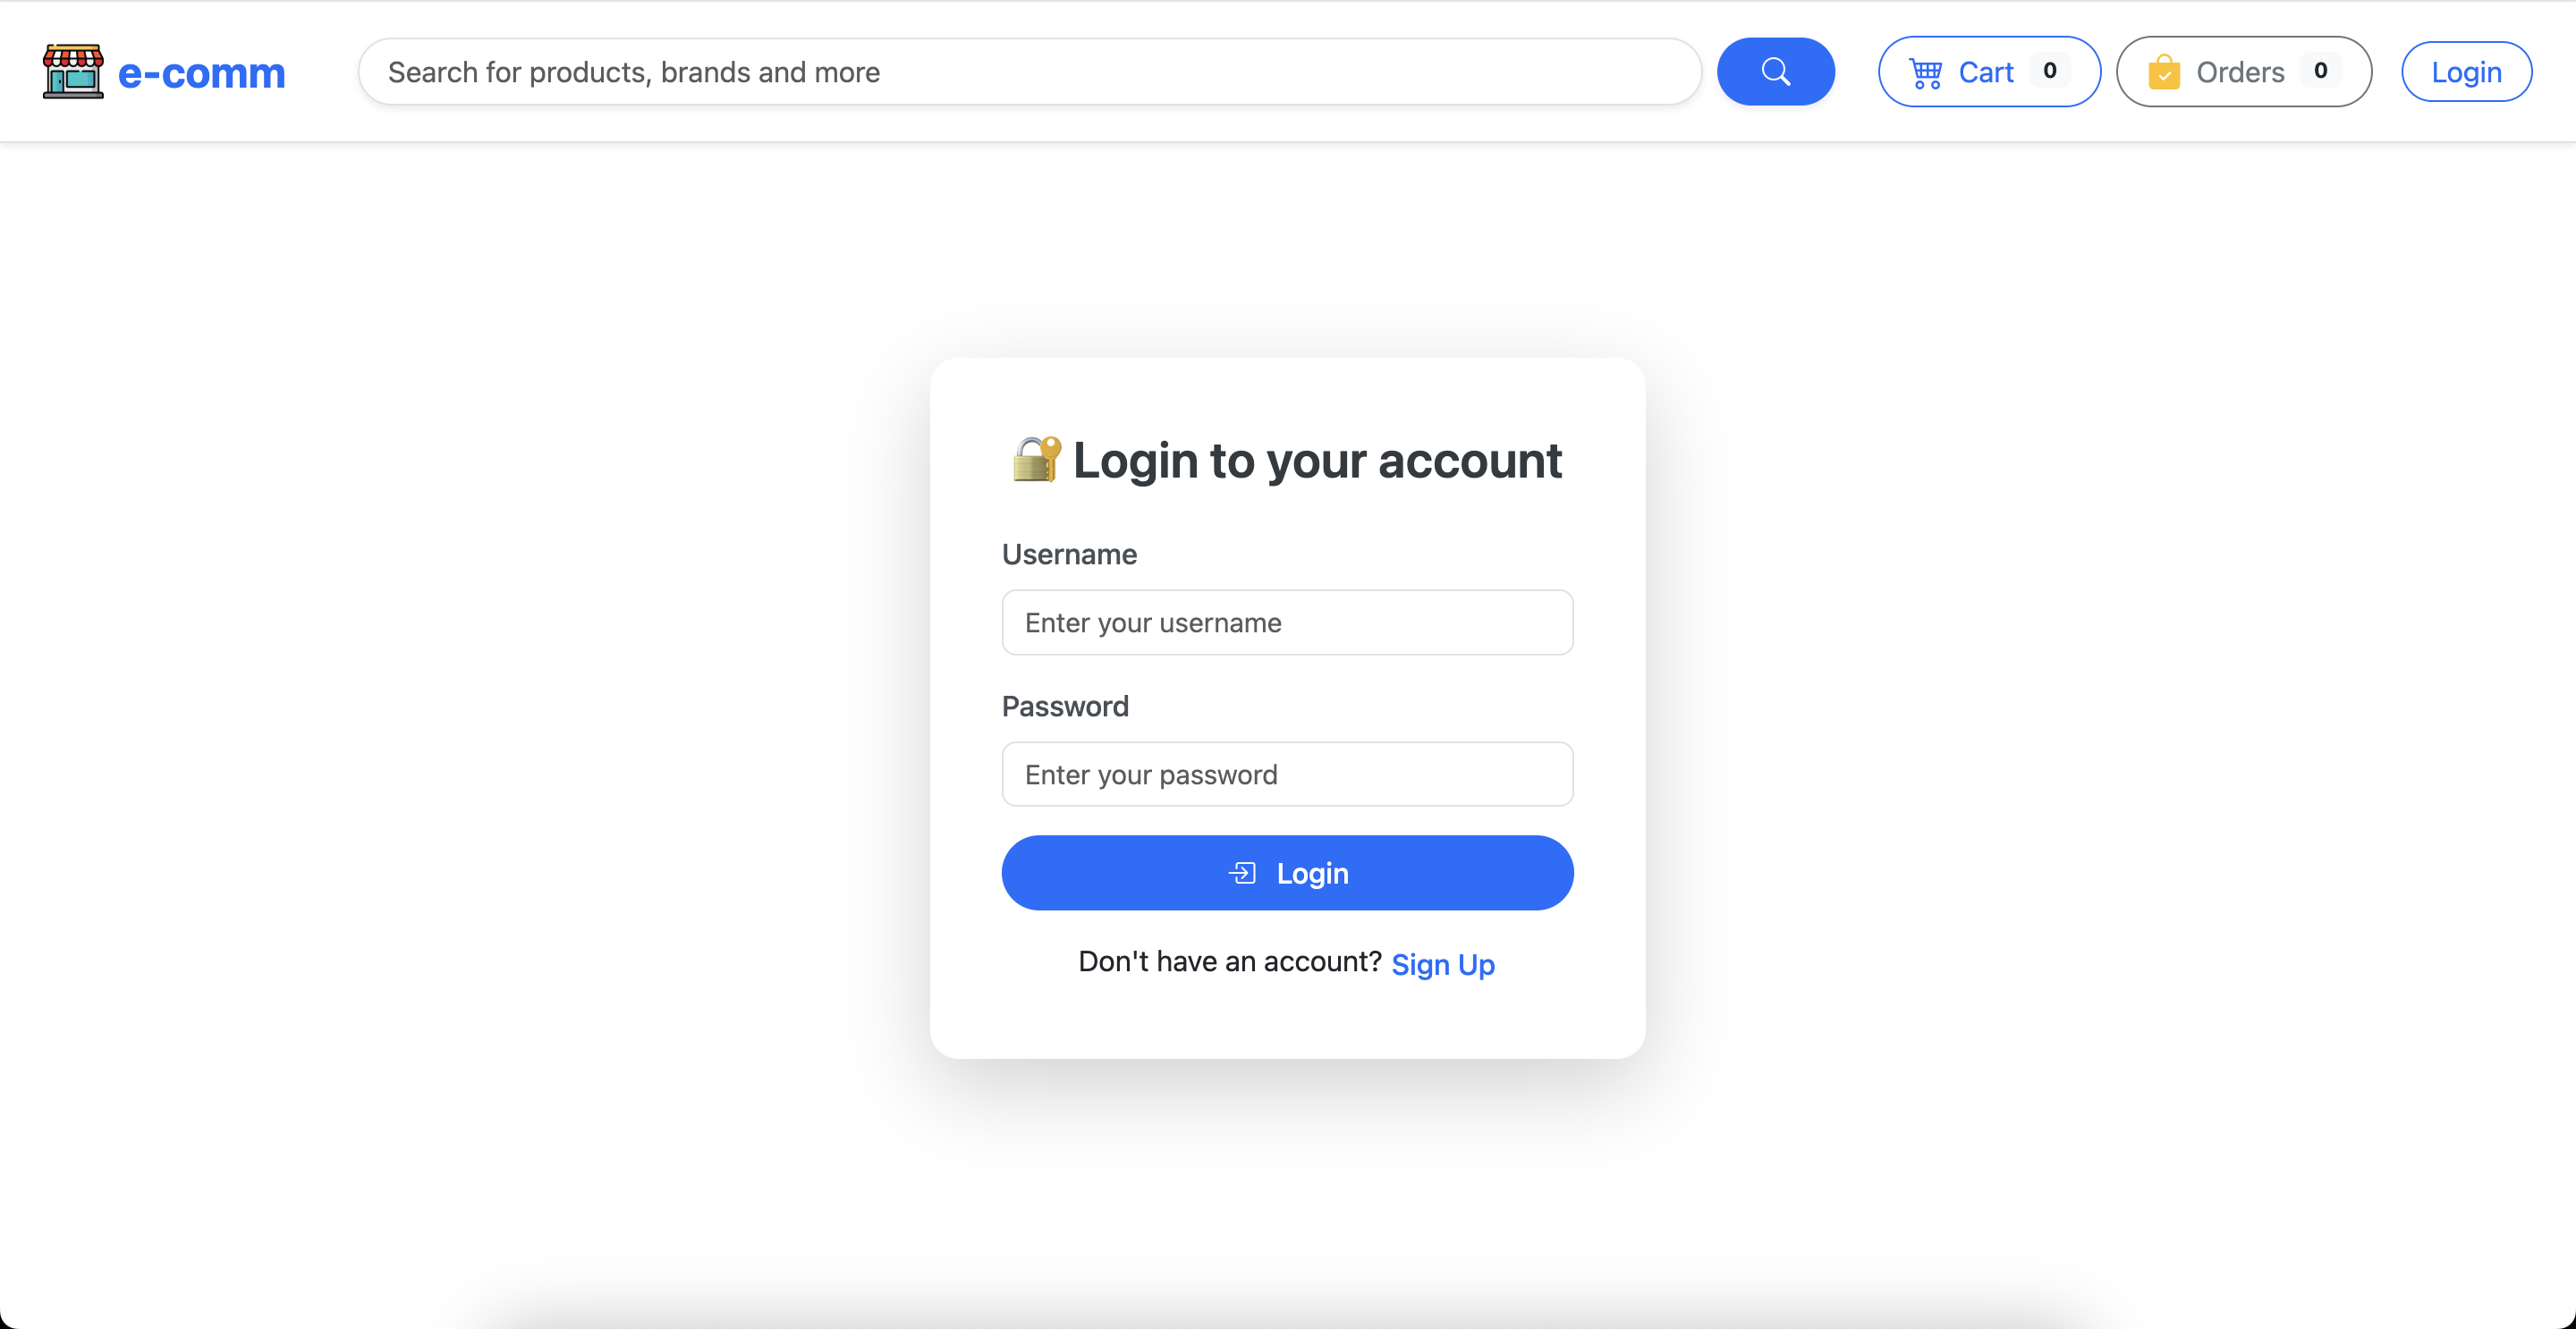 e-comm
Search for products, brands and more
Cart 0
Orders 0
Login
🔐 Login to your account
Username
Enter your username
Password
Enter your password
Login
Don't have an account? Sign Up